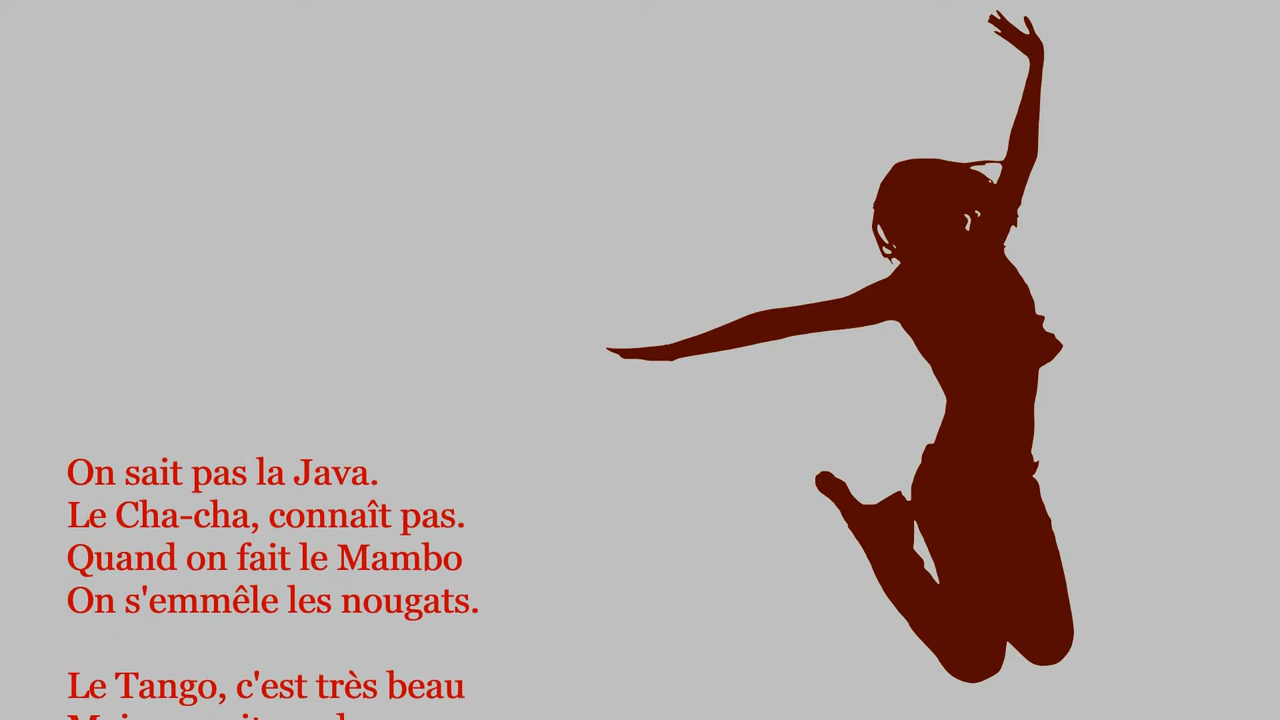 On sait pas la Java.
Le Cha-cha, connaît pas.
Quand on fait le Mambo
On s'emmêle les nougats.
Le Tango, c'est très beau